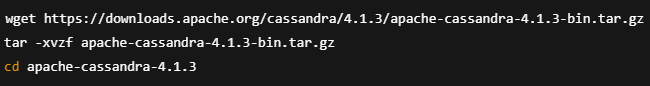 wget https://downloads.apache.org/cassandra/4.1.3/apache-cassandra-4.1.3-bin.tar.gz
tar -xvzf apache-cassandra-4.1.3-bin.tar.gz
cd apache-cassandra-4.1.3